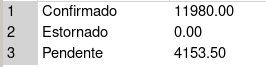 1 Confirmado 11980.00
2 Estornado 0.00
3 Pendente 4153.50